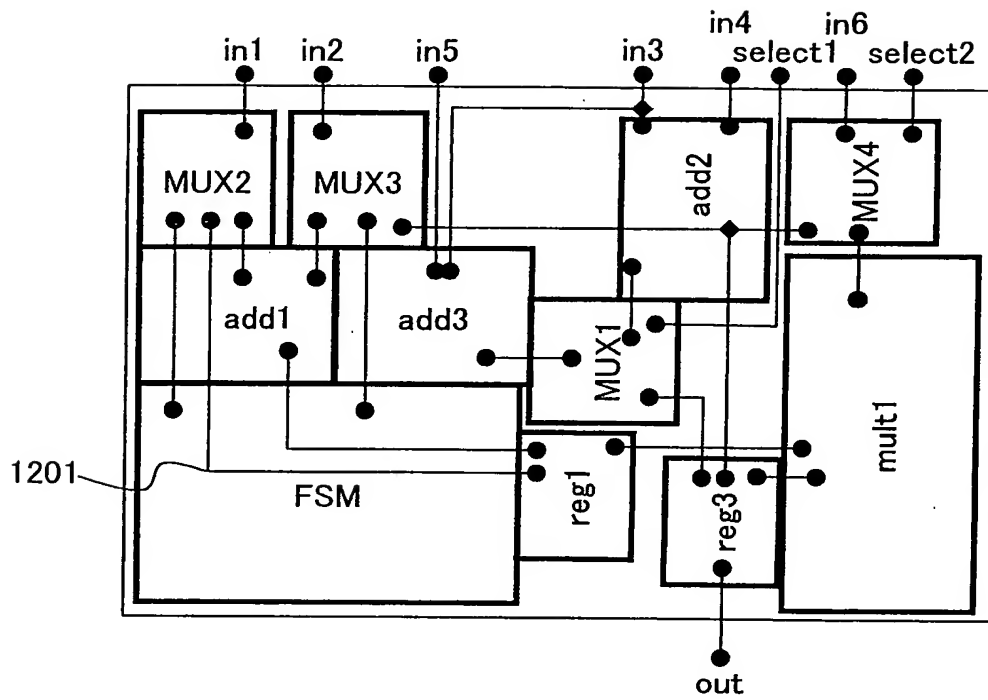 in1
in2
in5
in3
in4
select1
in6
select2
MUX2
MUX3
add2
MUX4
add1
add3
MUX1
mult1
1201
FSM
reg1
reg3
out